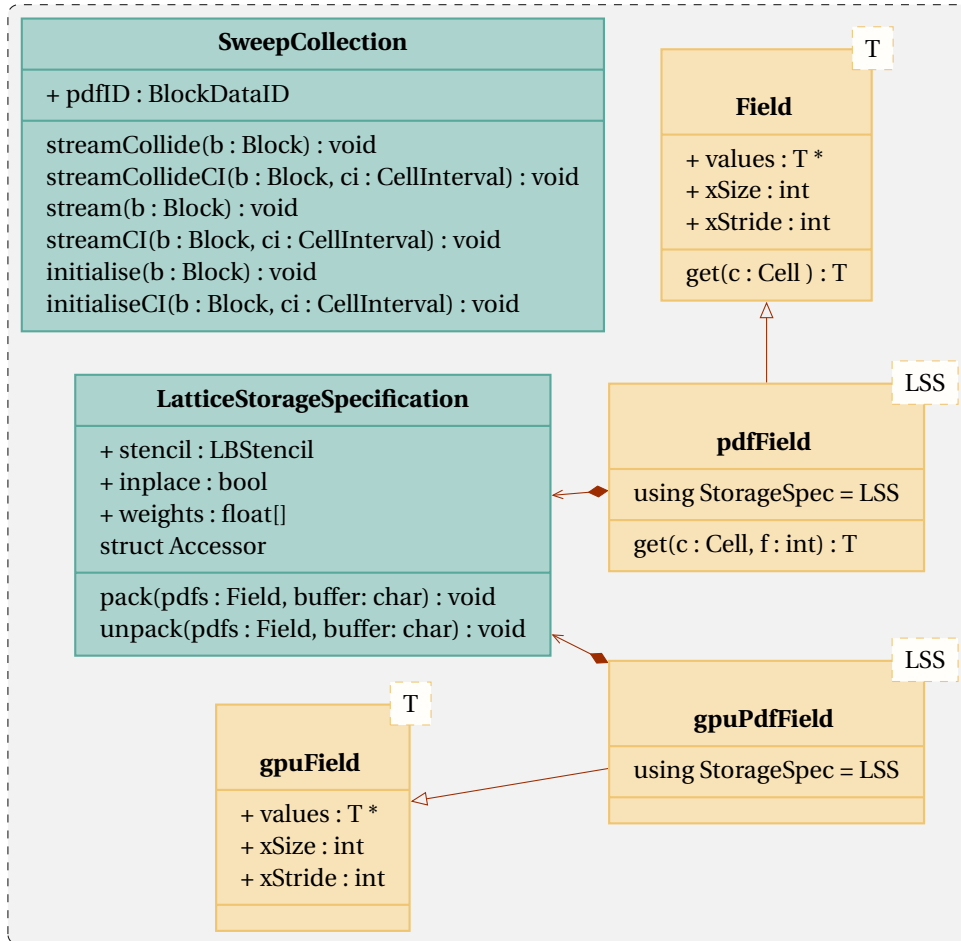 SweepCollection
+ pdfID : BlockDataID
streamCollide(b : Block) : void
streamCollideCI(b : Block, ci : CellInterval) : void
stream(b : Block) : void
streamCI(b : Block, ci : CellInterval) : void
initialise(b : Block) : void
initialiseCI(b : Block, ci : CellInterval) : void
T
Field
+ values : T *
+ xSize : int
+ xStride : int
get(c : Cell ) : T
LatticeStorageSpecification
+ stencil : LBStencil
+ inplace : bool
+ weights : float[]
struct Accessor
pack(pdfs : Field, buffer: char) : void
unpack(pdfs : Field, buffer: char) : void
LSS
pdfField
using StorageSpec = LSS
get(c : Cell, f : int) : T
LSS
gpuPdfField
using StorageSpec = LSS
T
gpuField
+ values : T *
+ xSize : int
+ xStride : int